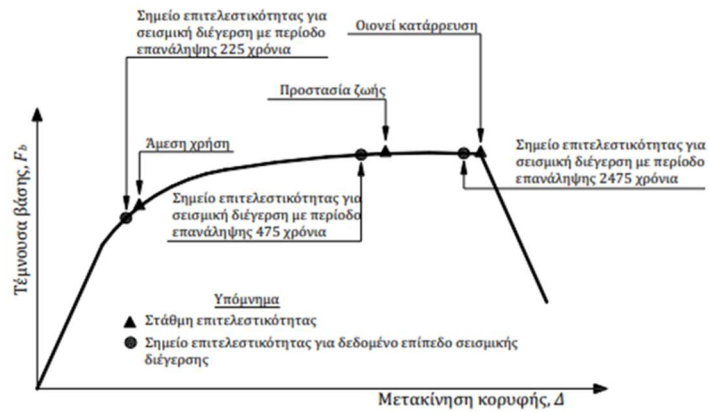 Σημείο επιτελεστικότητας για
σεισμική διέγερση με περίοδο
επανάληψης 225 χρόνια
Οιονεί κατάρρευση
Προστασία ζωής
Άμεση χρήση
Σημείο επιτελεστικότητας για
σεισμική διέγερση με περίοδο
επανάληψης 2475 χρόνια
Σημείο επιτελεστικότητας για
σεισμική διέγερση με περίοδο
επανάληψης 475 χρόνια
Τέμνουσα βάσης, F_b
Υπόμνημα
Στάθμη επιτελεστικότητας
Σημείο επιτελεστικότητας για δεδομένο επίπεδο σεισμικής
διέγερσης
Μετακίνηση κορυφής, Δ